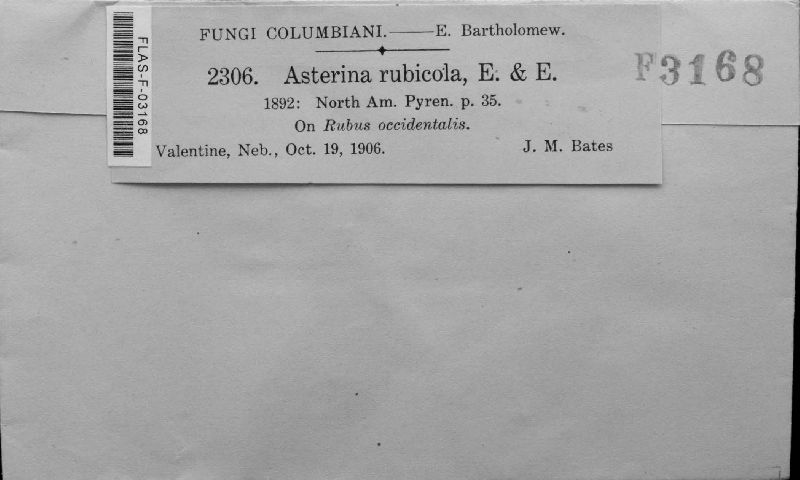 FUNGI COLUMBIANI.——E. Bartholomew.
2306. Asterina rubicola, E. & E.
1892: North Am. Pyren. p. 35.
On Rubus occidentalis.
Valentine, Neb., Oct. 19, 1906. J. M. Bates
FLAS-F-03168
F3168